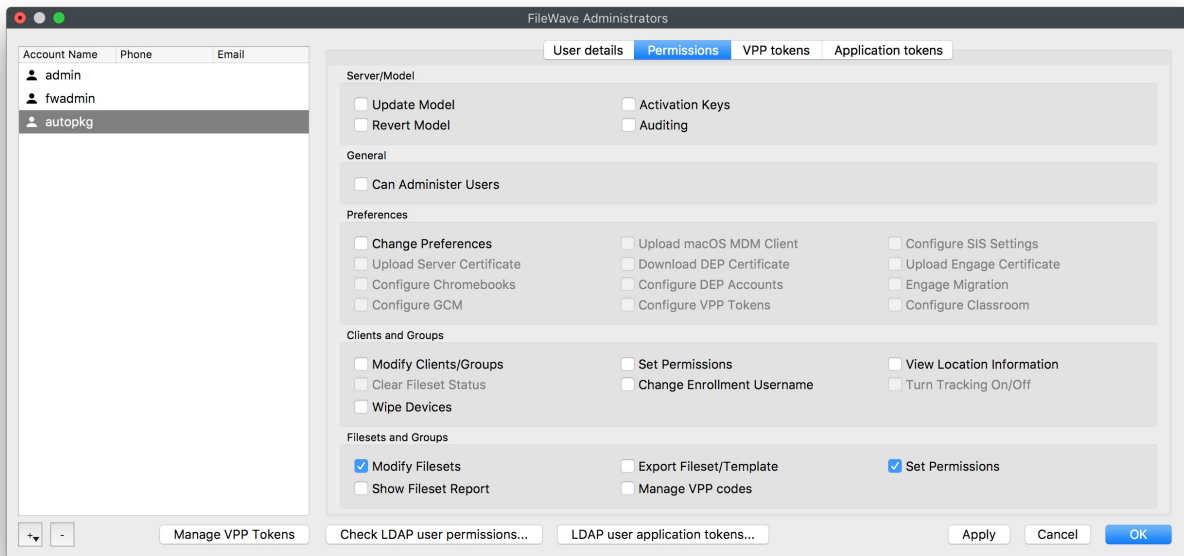 FileWave Administrators
Account Name Phone Email
admin
fwadmin
autopkg
User details Permissions VPP tokens Application tokens
Server/Model
Update Model Activation Keys
Revert Model Auditing
General
Can Administer Users
Preferences
Change Preferences Upload macOS MDM Client Configure SIS Settings
Upload Server Certificate Download DEP Certificate Upload Engage Certificate
Configure Chromebooks Configure DEP Accounts Engage Migration
Configure GCM Configure VPP Tokens Configure Classroom
Clients and Groups
Modify Clients/Groups Set Permissions View Location Information
Clear Fileset Status Change Enrollment Username Turn Tracking On/Off
Wipe Devices
Filesets and Groups
Modify Filesets Export Fileset/Template Set Permissions
Show Fileset Report Manage VPP codes
+ - Manage VPP Tokens Check LDAP user permissions... LDAP user application tokens... Apply Cancel OK